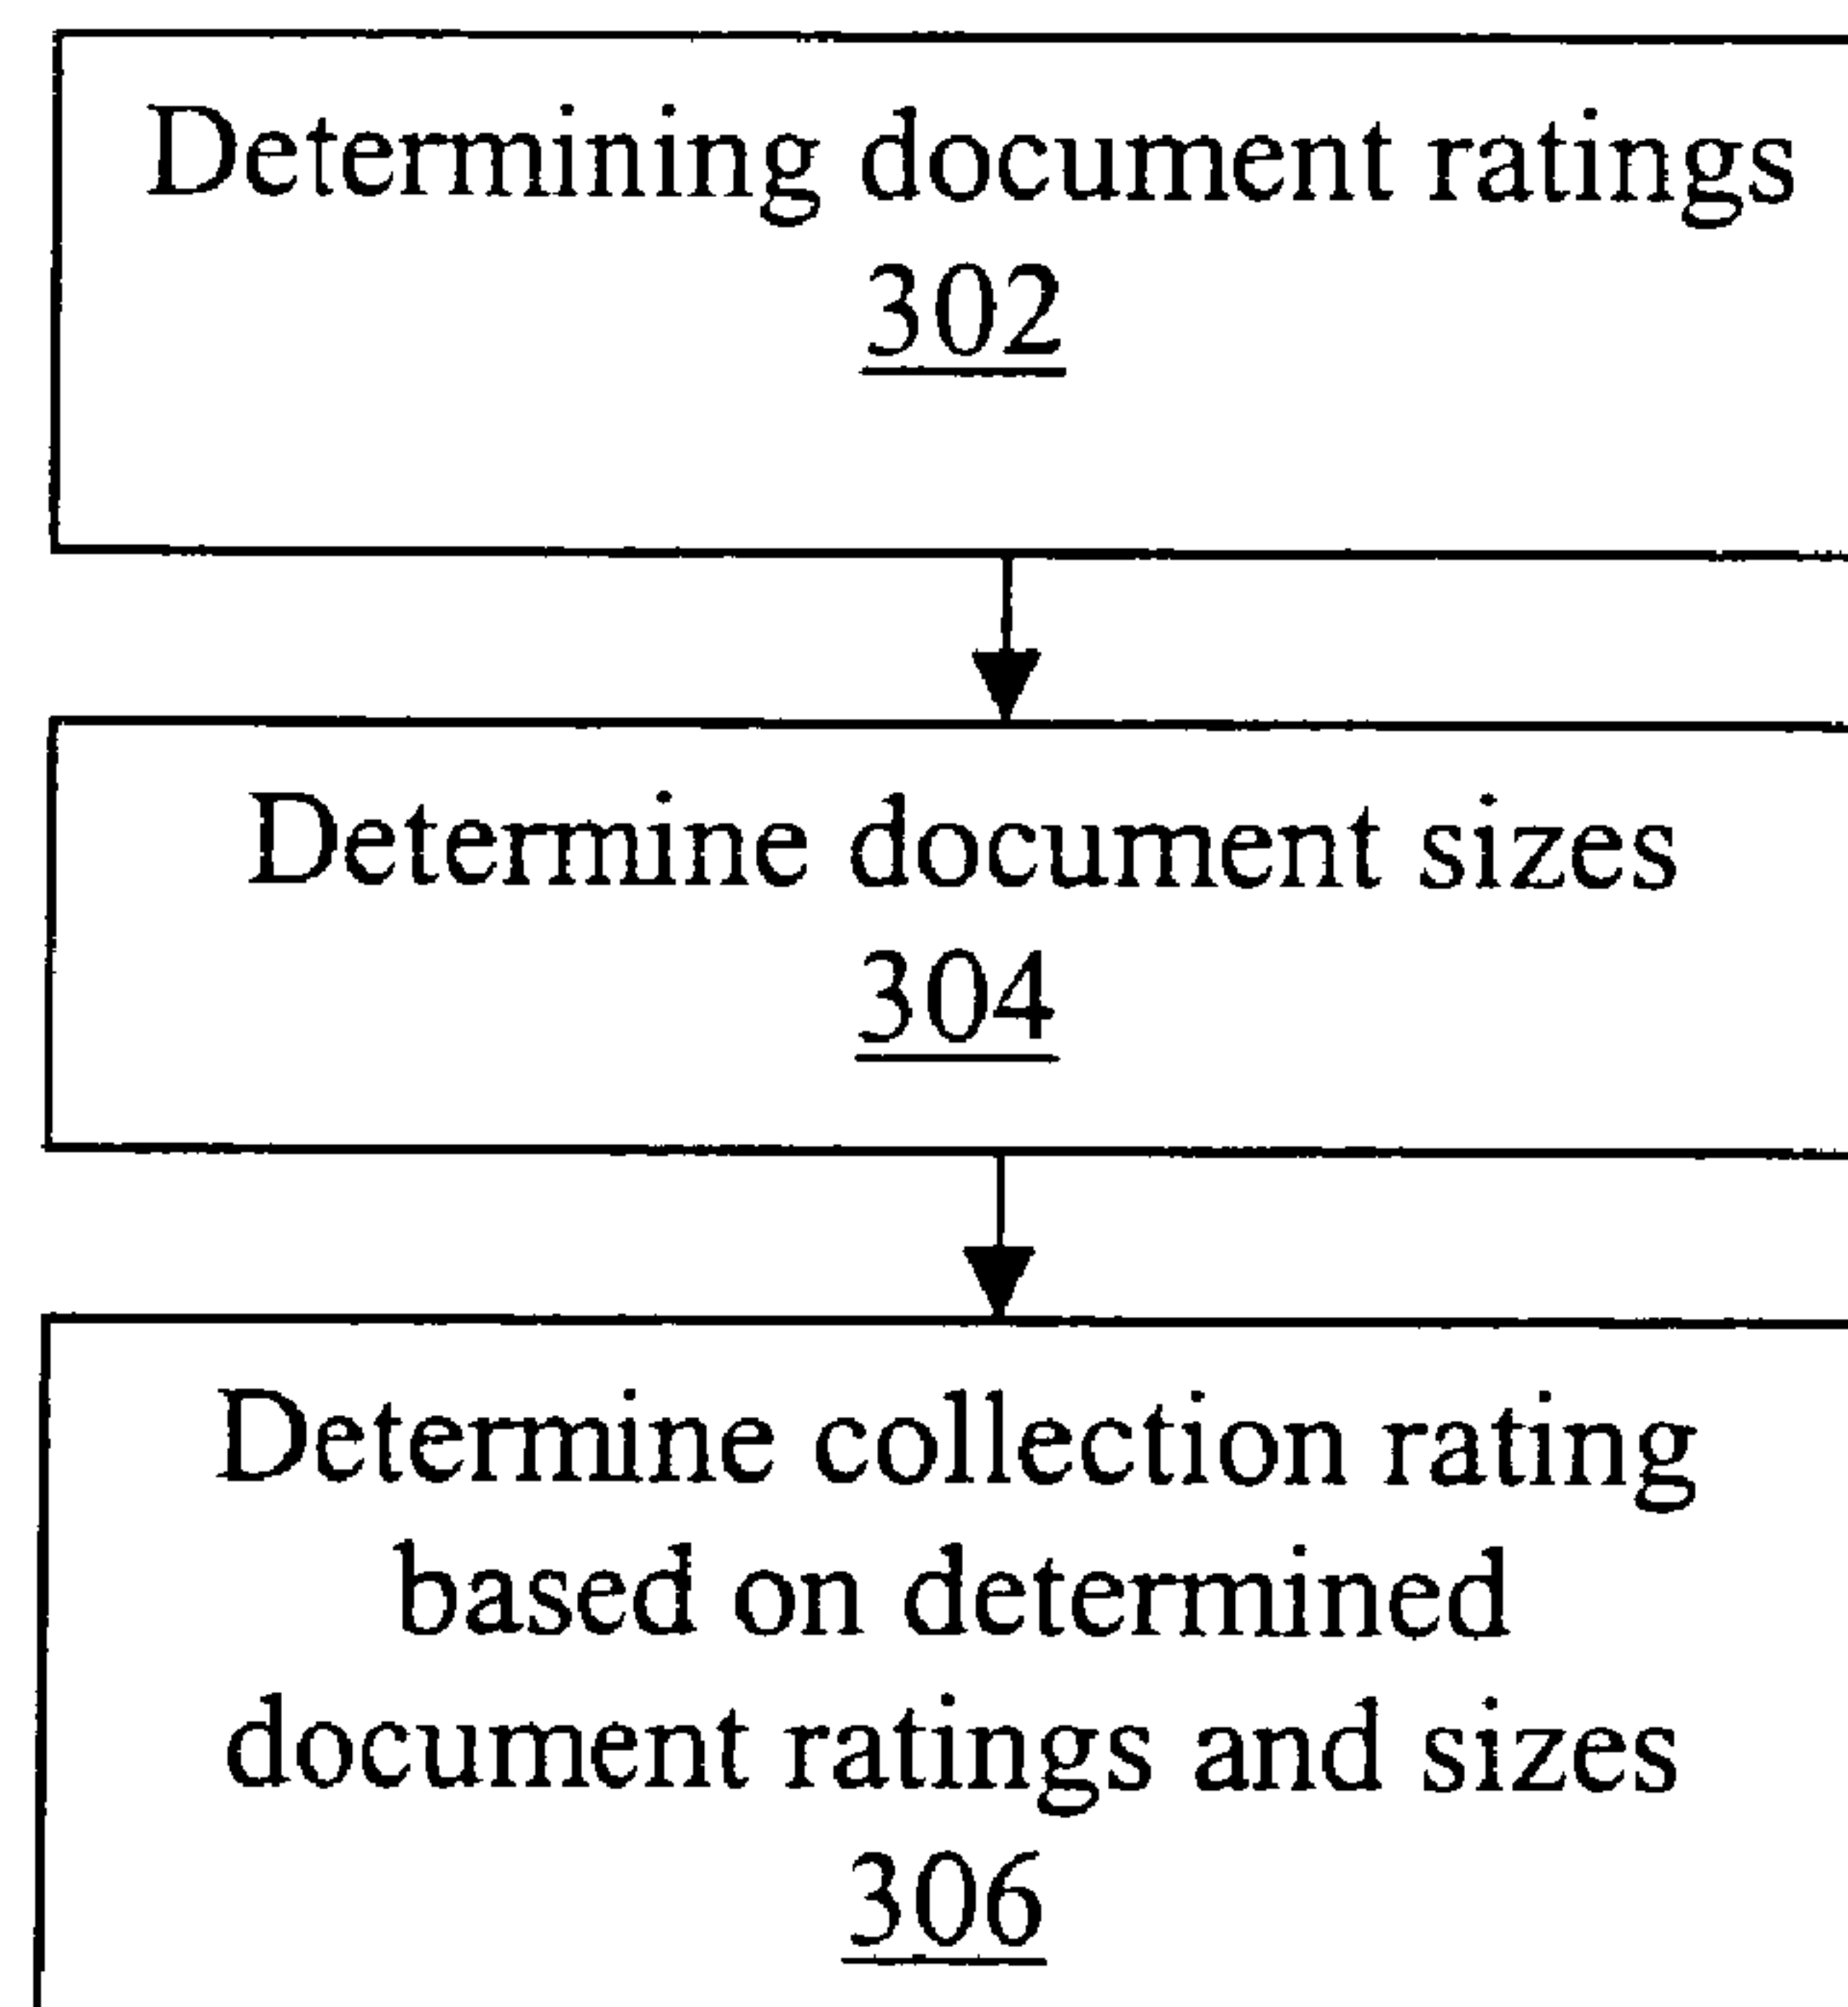 Determining document ratings
302
Determine document sizes
304
Determine collection rating
based on determined
document ratings and sizes
306